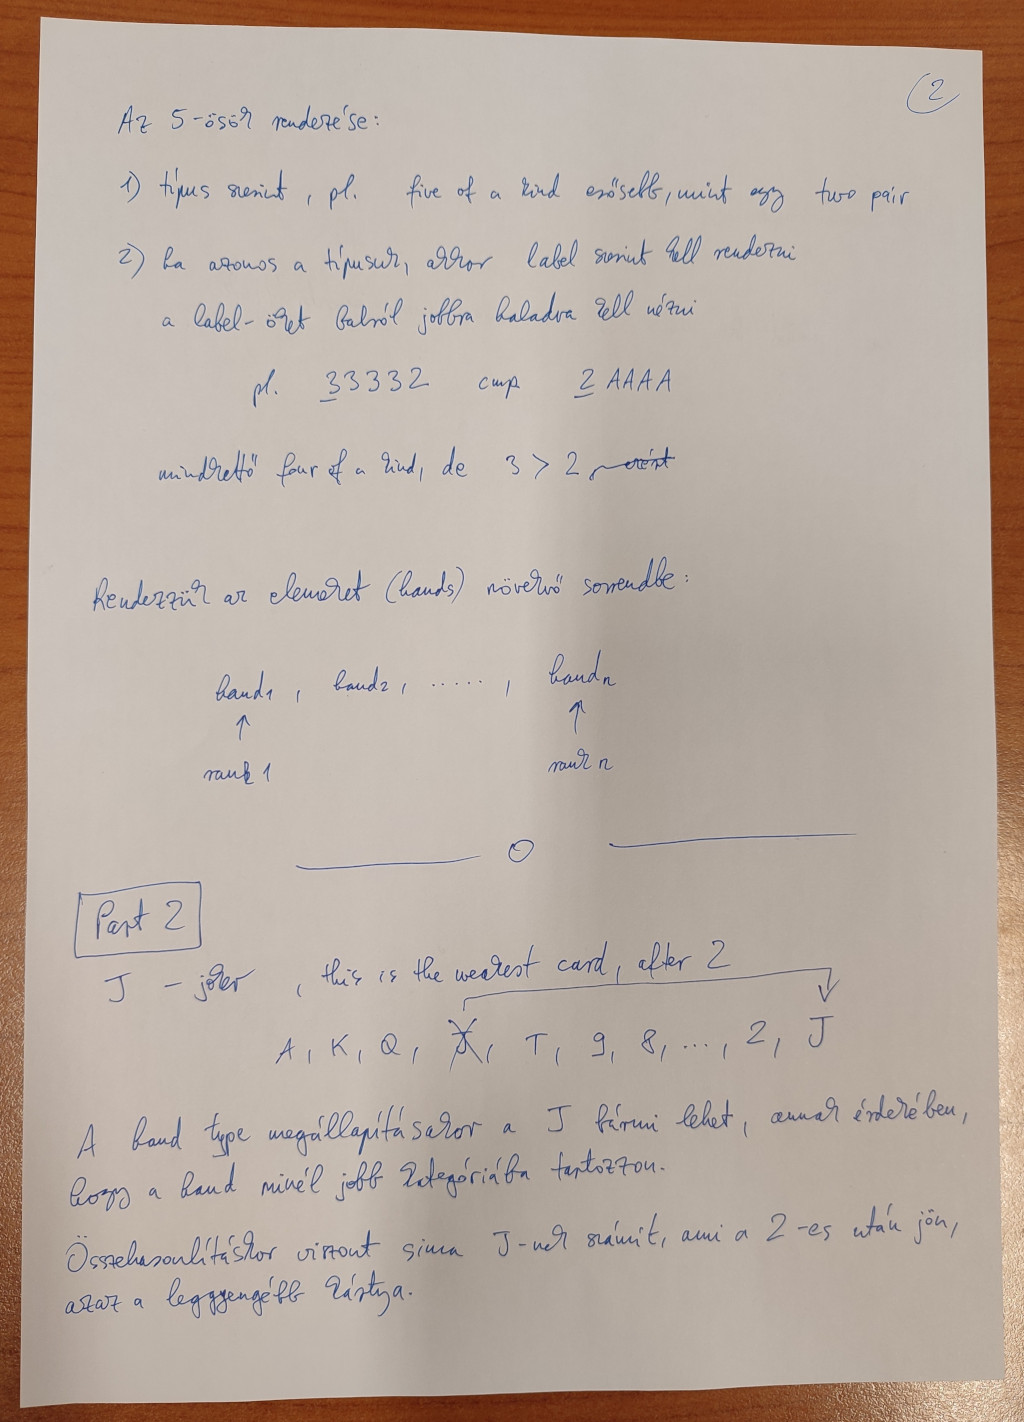 2
Az 5-ösök rendezése:
1) típus szerint, pl. five of a kind erősebb, mint egy two pair
2) ha azonos a típusuk, akkor label szerint kell rendezni
a label-öket balról jobbra haladva kell nézni
pl. 33332 cmp 2AAAA
mindkettő four of a kind, de 3 > 2
Rendezzük az elemeket (hands) növekvő sorrendbe:
hand1, hand2, ....., handn
↑ ↑
rank 1 rank n
O
Part 2
J - joker, this is the weakest card, after 2
A, K, Q, J, T, 9, 8, ..., 2, J
A hand type megállapításakor a J bármi lehet, annak érdekében,
hogy a hand minél jobb kategóriába tartozzon.
Összehasonlításkor viszont sima J-nek számít, ami a 2-es után jön,
azaz a leggyengébb kártya.